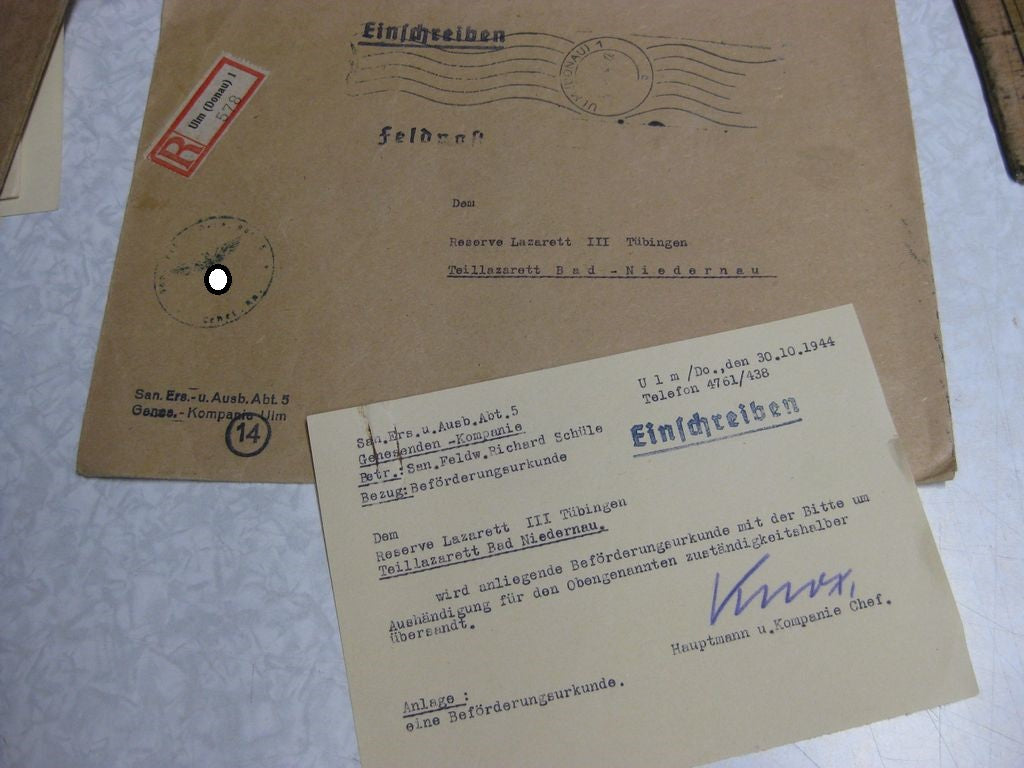 Einschreiben
R
Ulm (Donau) 1
578
ULM (DONAU) 1
Feldpost
Dem
Reserve Lazarett III Tübingen
Teillazarett Bad - Niedernau
San. Ers.-u. Ausb. Abt. 5
Genes.-Kompanie Ulm
14
Ulm/Do.,den 30.10.1944
Telefon 4761/438
Einschreiben
San.Ers.u.Ausb.Abt.5
Genesenden -Kompanie
Betr.:San.Feldw.Richard Schüle
Bezug:Beförderungsurkunde
Dem
Reserve Lazarett III Tübingen
Teillazarett Bad Niedernau.
wird anliegende Beförderungsurkunde mit der Bitte um
Aushändigung für den Obengenannten zuständigkeitshalber
übersandt.
Knox,
Hauptmann u.Kompanie Chef.
Anlage :
eine Beförderungsurkunde.